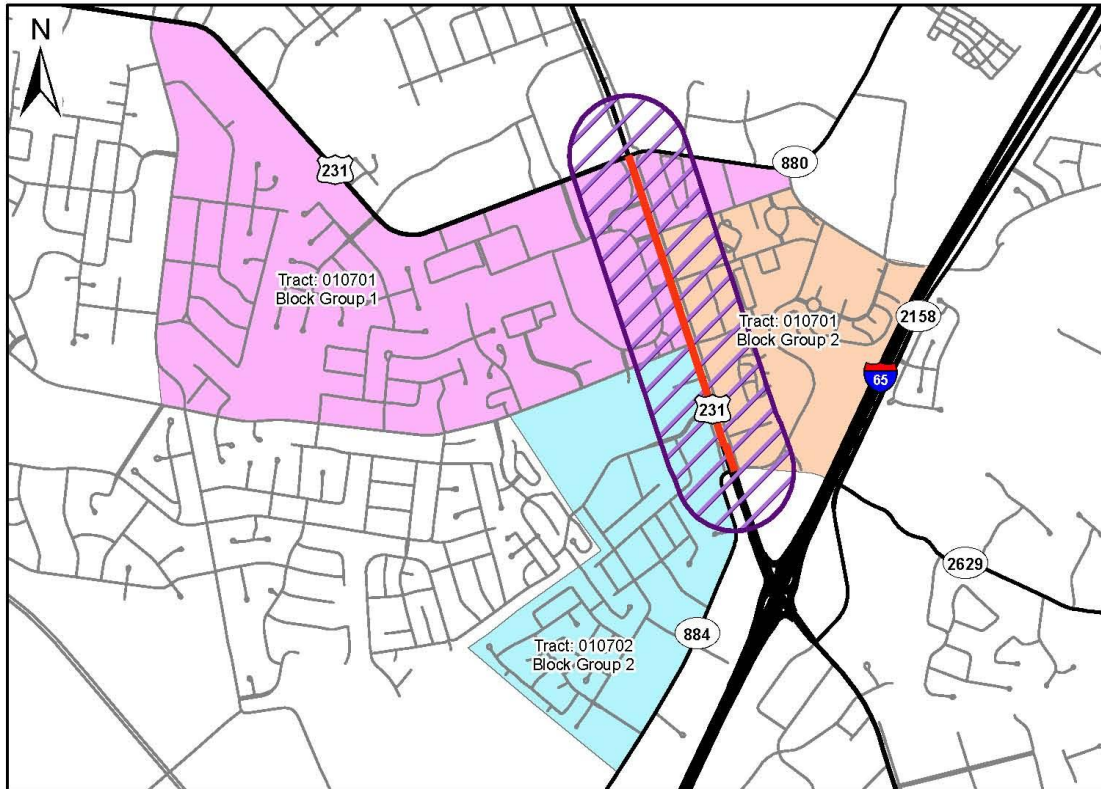 N
231
880
Tract: 010701
Block Group 1
Tract: 010701
Block Group 2
2158
65
231
2629
884
Tract: 010702
Block Group 2